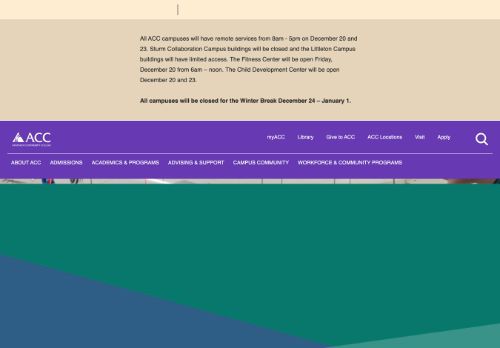 All ACC campuses will have remote services from 8am - 5pm on December 20 and
23. Sturm Collaboration Campus buildings will be closed and the Littleton Campus
buildings will have limited access. The Fitness Center will be open Friday,
December 20 from 6am – noon. The Child Development Center will be open
December 20 and 23.
All campuses will be closed for the Winter Break December 24 – January 1.
ACC
myACC Library Give to ACC ACC Locations Visit Apply
ABOUT ACC ADMISSIONS ACADEMICS & PROGRAMS ADVISING & SUPPORT CAMPUS COMMUNITY WORKFORCE & COMMUNITY PROGRAMS